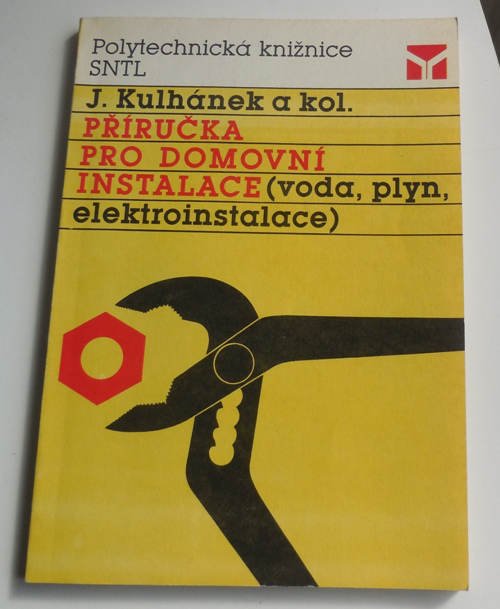 Polytechnická knižnice
SNTL
J. Kulhánek a kol.
PŘÍRUČKA
PRO DOMOVNÍ
INSTALACE (voda, plyn,
elektroinstalace)